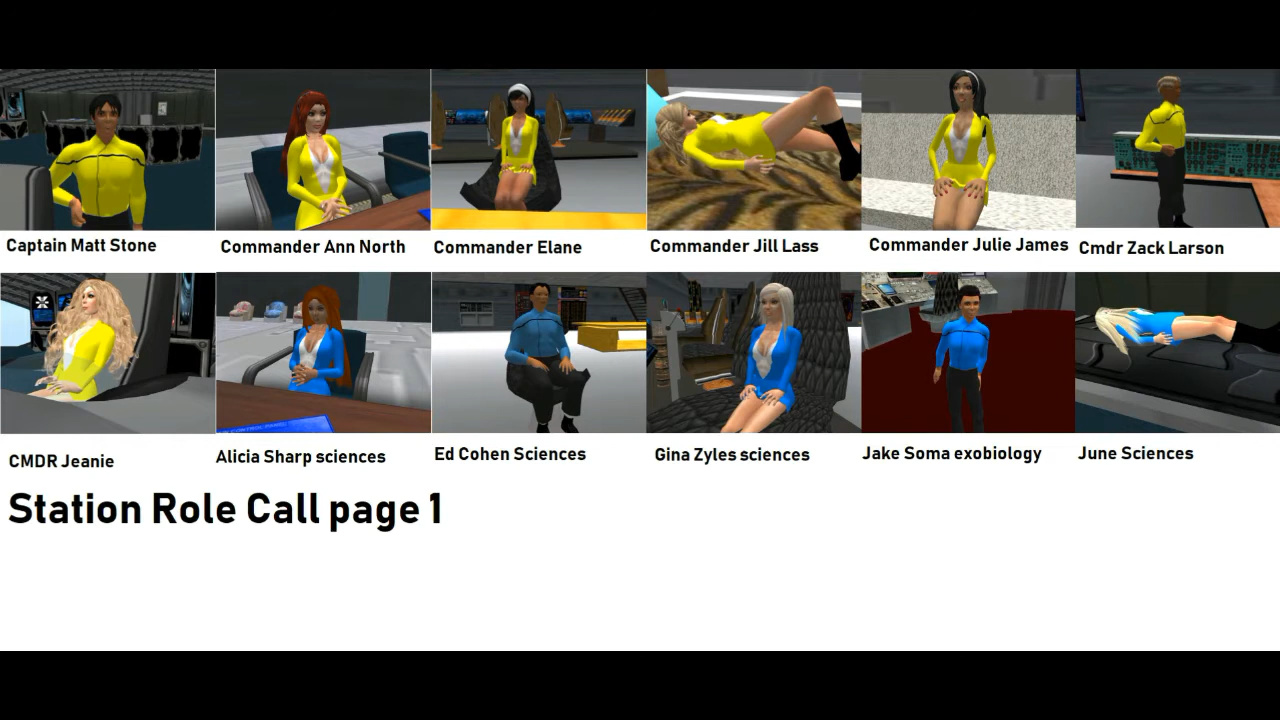 Captain Matt Stone
Commander Ann North
Commander Elane
Commander Jill Lass
Commander Julie James
Cmdr Zack Larson
CMDR Jeanie
Alicia Sharp sciences
Ed Cohen Sciences
Gina Zyles sciences
Jake Soma exobiology
June Sciences
Station Role Call page 1